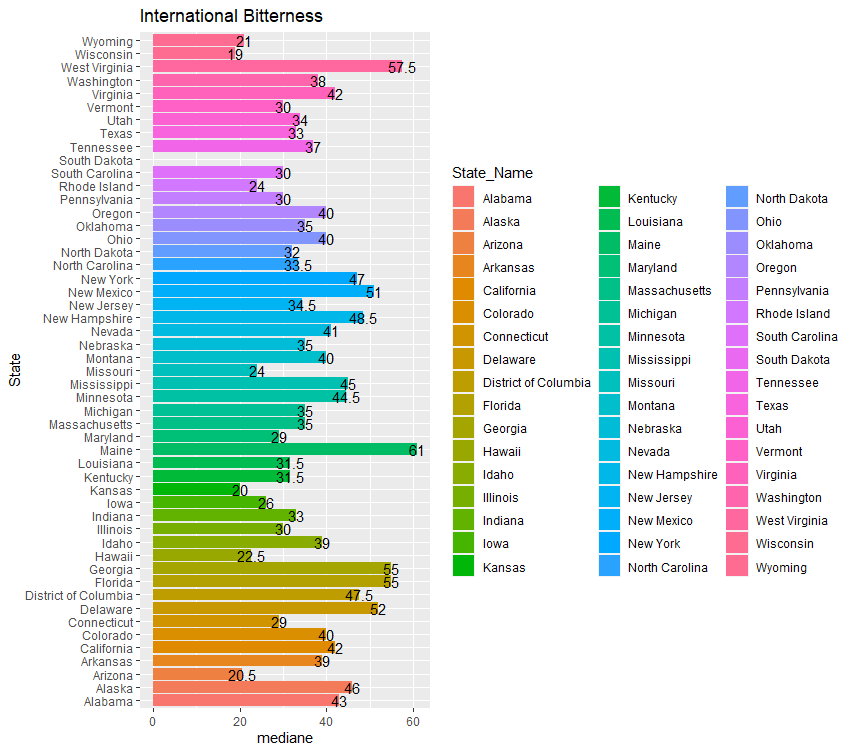 International Bitterness
State
Wyoming 21
Wisconsin 19
West Virginia 57.5
Washington 38
Virginia 42
Vermont 30
Utah 34
Texas 33
Tennessee 37
South Dakota
South Carolina 30
Rhode Island 24
Pennsylvania 30
Oregon 40
Oklahoma 35
Ohio 40
North Dakota 32
North Carolina 33.5
New York 47
New Mexico 51
New Jersey 34.5
New Hampshire 48.5
Nevada 41
Nebraska 35
Montana 40
Missouri 24
Mississippi 45
Minnesota 44.5
Michigan 35
Massachusetts 35
Maryland 29
Maine 61
Louisiana 31.5
Kentucky 31.5
Kansas 20
Iowa 26
Indiana 33
Illinois 30
Idaho 39
Hawaii 22.5
Georgia 55
Florida 55
District of Columbia 47.5
Delaware 52
Connecticut 29
Colorado 40
California 42
Arkansas 39
Arizona 20.5
Alaska 46
Alabama 43
0 20 40 60
mediane
State_Name
Alabama
Alaska
Arizona
Arkansas
California
Colorado
Connecticut
Delaware
District of Columbia
Florida
Georgia
Hawaii
Idaho
Illinois
Indiana
Iowa
Kansas
Kentucky
Louisiana
Maine
Maryland
Massachusetts
Michigan
Minnesota
Mississippi
Missouri
Montana
Nebraska
Nevada
New Hampshire
New Jersey
New Mexico
New York
North Carolina
North Dakota
Ohio
Oklahoma
Oregon
Pennsylvania
Rhode Island
South Carolina
South Dakota
Tennessee
Texas
Utah
Vermont
Virginia
Washington
West Virginia
Wisconsin
Wyoming